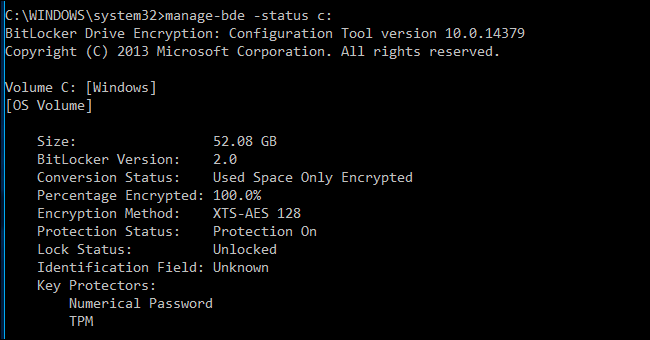 C:\WINDOWS\system32>manage-bde -status c:
BitLocker Drive Encryption: Configuration Tool version 10.0.14379
Copyright (C) 2013 Microsoft Corporation. All rights reserved.

Volume C: [Windows]
[OS Volume]

    Size:                 52.08 GB
    BitLocker Version:    2.0
    Conversion Status:    Used Space Only Encrypted
    Percentage Encrypted: 100.0%
    Encryption Method:    XTS-AES 128
    Protection Status:    Protection On
    Lock Status:          Unlocked
    Identification Field: Unknown
    Key Protectors:
        Numerical Password
        TPM